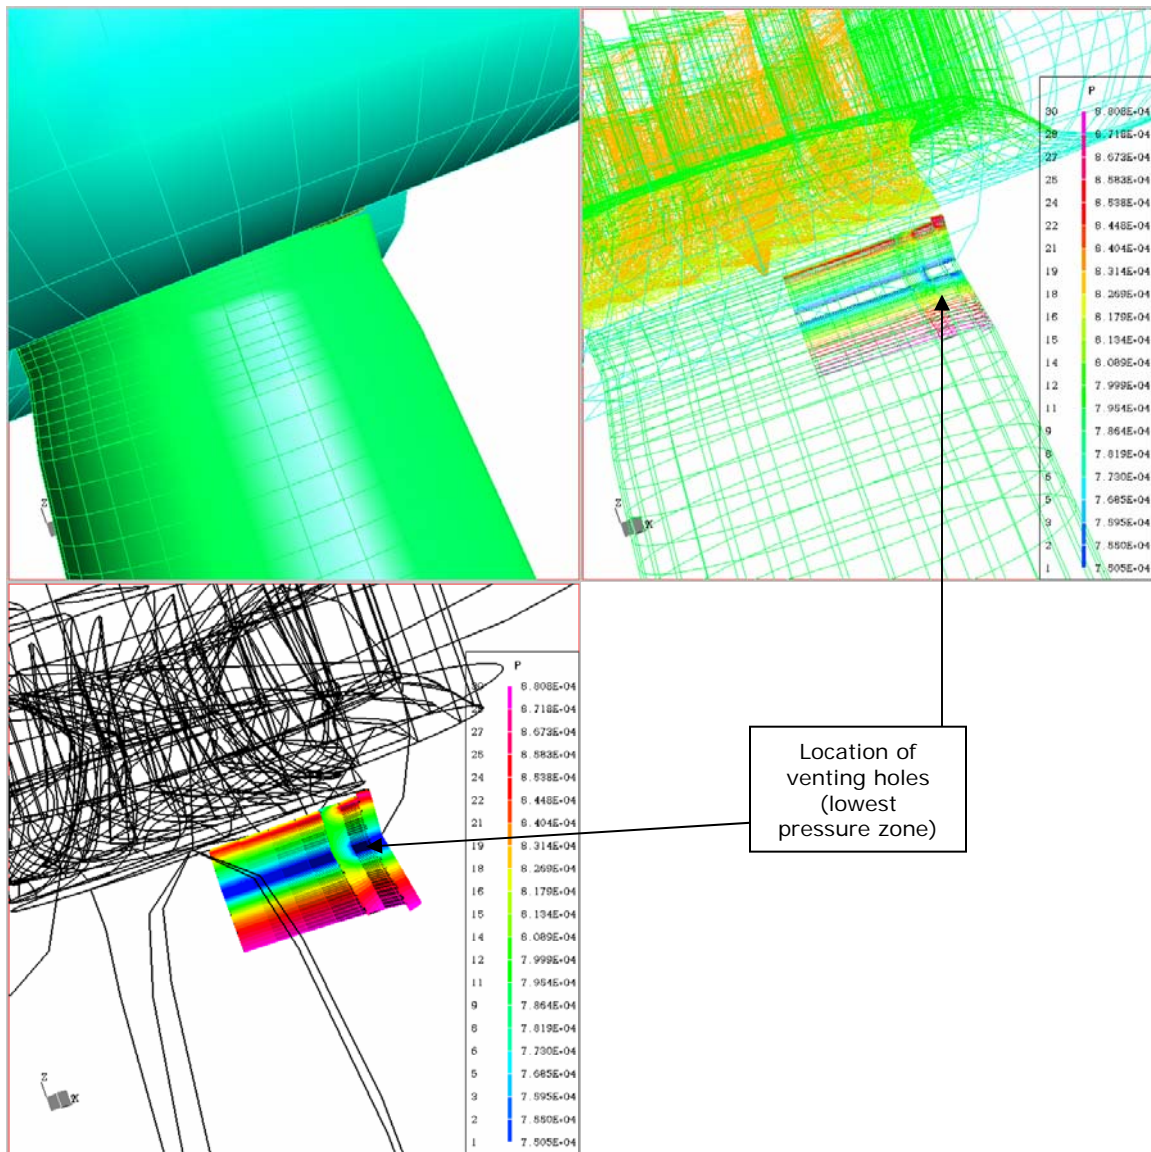 P
30 8.808E+04
28 8.718E+04
27 8.673E+04
25 8.583E+04
24 8.538E+04
22 8.448E+04
21 8.404E+04
19 8.314E+04
18 8.269E+04
16 8.179E+04
15 8.134E+04
14 8.089E+04
12 7.999E+04
11 7.954E+04
9 7.864E+04
8 7.819E+04
6 7.730E+04
5 7.685E+04
3 7.595E+04
2 7.550E+04
1 7.505E+04
Z
X
P
8.808E+04
8.718E+04
27 8.673E+04
25 8.583E+04
24 8.538E+04
22 8.448E+04
21 8.404E+04
19 8.314E+04
18 8.269E+04
16 8.179E+04
15 8.134E+04
14 8.089E+04
12 7.999E+04
11 7.954E+04
9 7.864E+04
8 7.819E+04
6 7.730E+04
5 7.685E+04
3 7.595E+04
2 7.550E+04
1 7.505E+04
Z
X
Location of
venting holes
(lowest
pressure zone)